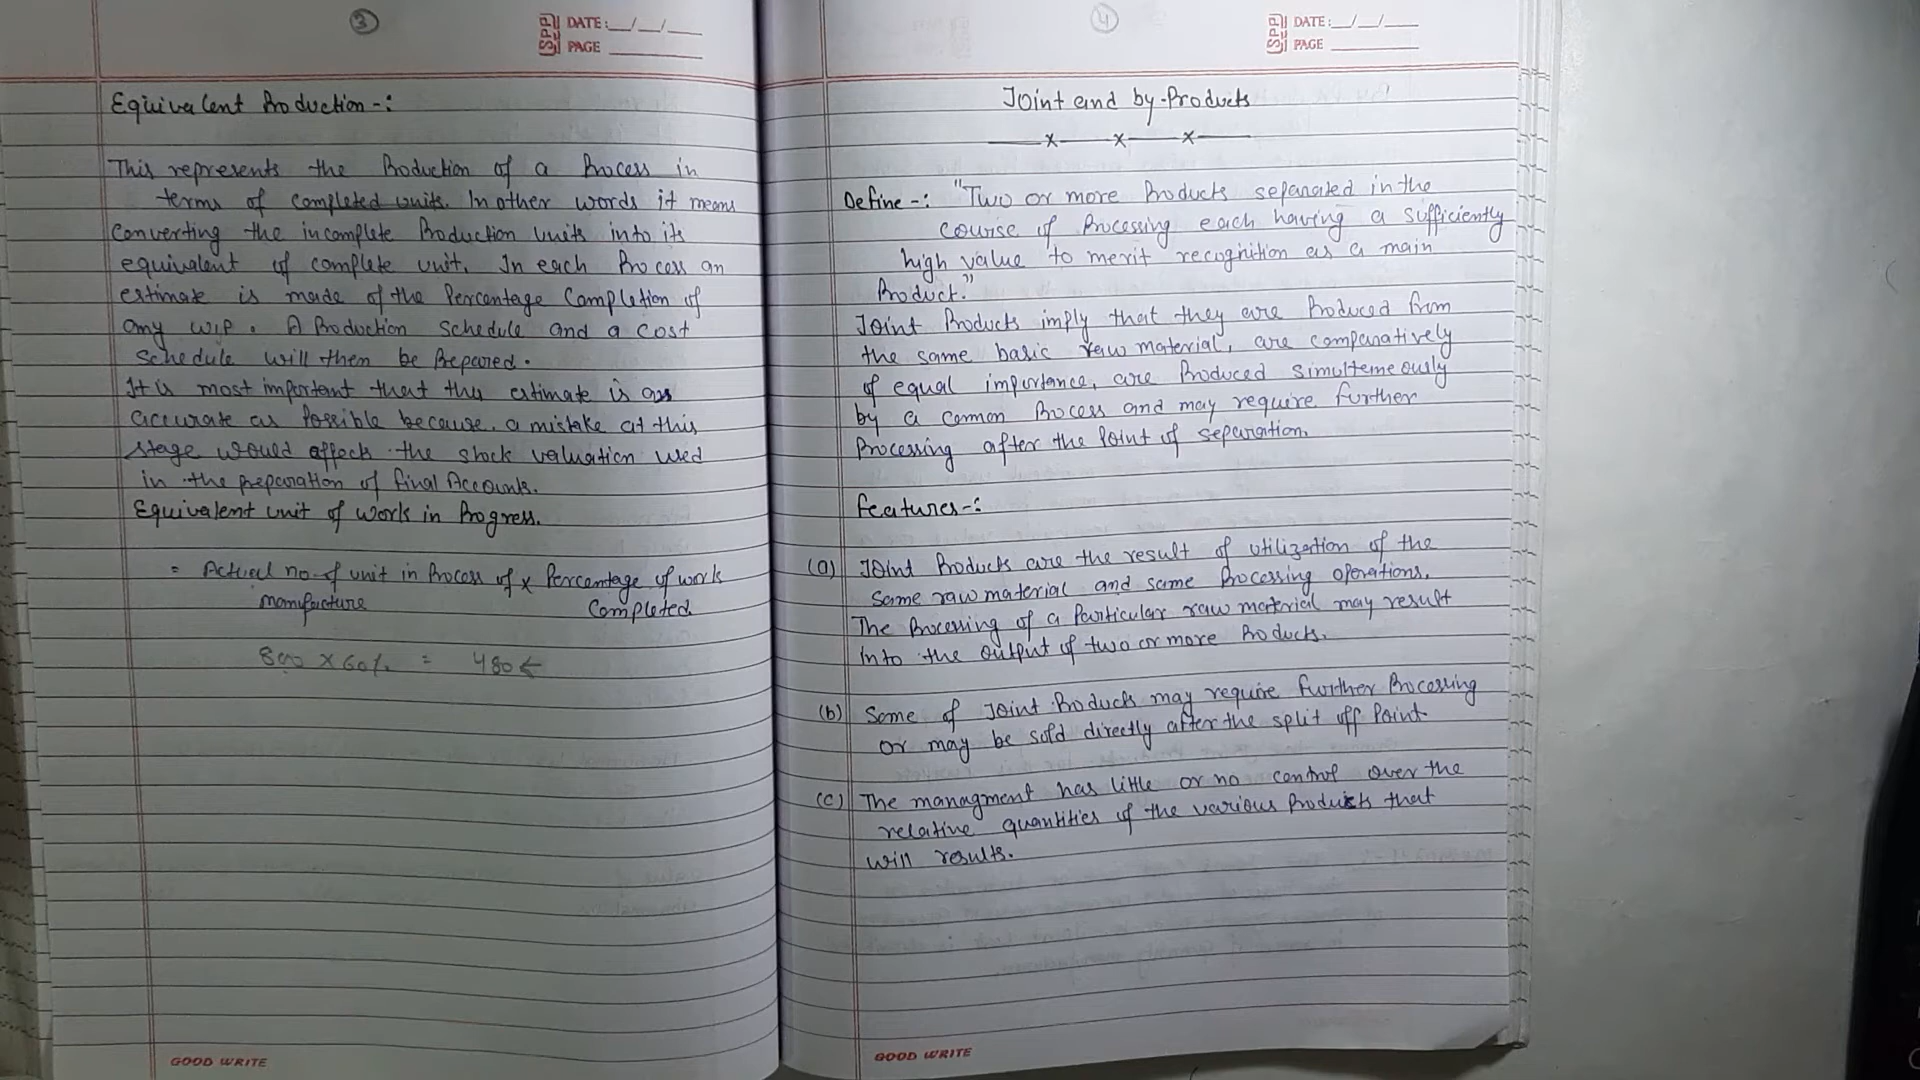 3
SPP DATE: __/__/__
PAGE
Equivalent Production -:
This represents the Production of a Process in
terms of completed units. In other words it means
Converting the incomplete Production units into its
equivalent of complete unit. In each Process an
estimate is made of the Percentage Completion of
any WIP. A Production Schedule and a Cost
Schedule will then be Prepared.
It is most important that this estimate is as
accurate as Possible because a mistake at this
stage would affects the stock valuation used
in the preparation of final Accounts.
Equivalent unit of work in Progress.
= Actual no of unit in Process of x Percentage of work
manufacture Completed
800 x 60% = 480
GOOD WRITE
4
SPP DATE: __/__/__
PAGE
Joint and by-Products
—x—x—x—
Define -: "Two or more Products separated in the
course of Processing each having a sufficiently
high value to merit recognition as a main
Product."
Joint Products imply that they are Produced from
the same basic raw material, are comparatively
of equal importance, are Produced simultemeously
by a common Process and may require further
Processing after the Point of separation.
Features -:
(a) Joint Products are the result of utilization of the
Same raw material and same Processing operations.
The Processing of a Particular raw material may result
into the output of two or more Products.
(b) Some of Joint Products may require further Processing
or may be sold directly after the split off Point.
(c) The managment has little or no control over the
relative quantities of the various Products that
will results.
GOOD WRITE